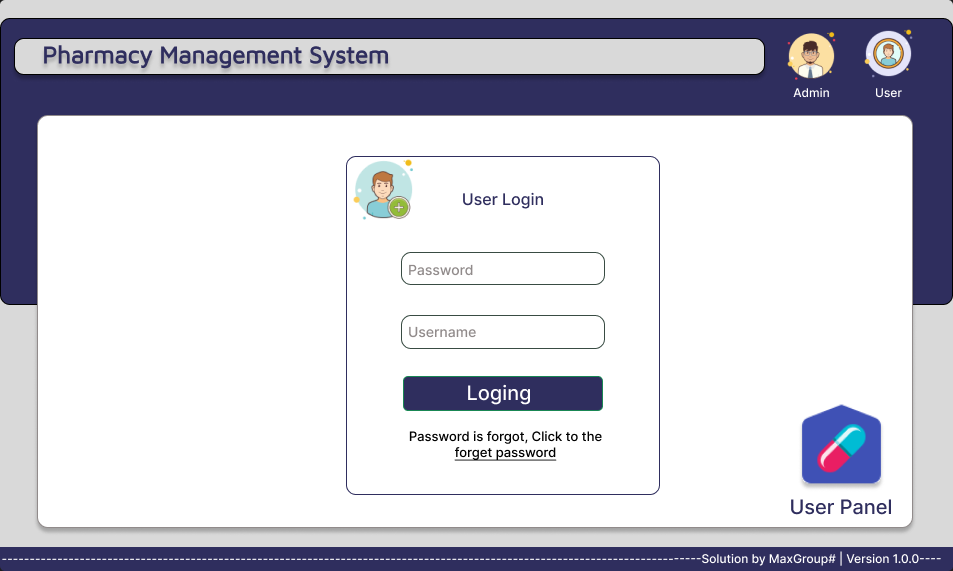 Pharmacy Management System
Admin
User
User Login
Password
Username
Loging
Password is forgot, Click to the
forget password
User Panel
----------------------------------------------------------------------------------------------------------------------------Solution by MaxGroup# | Version 1.0.0----